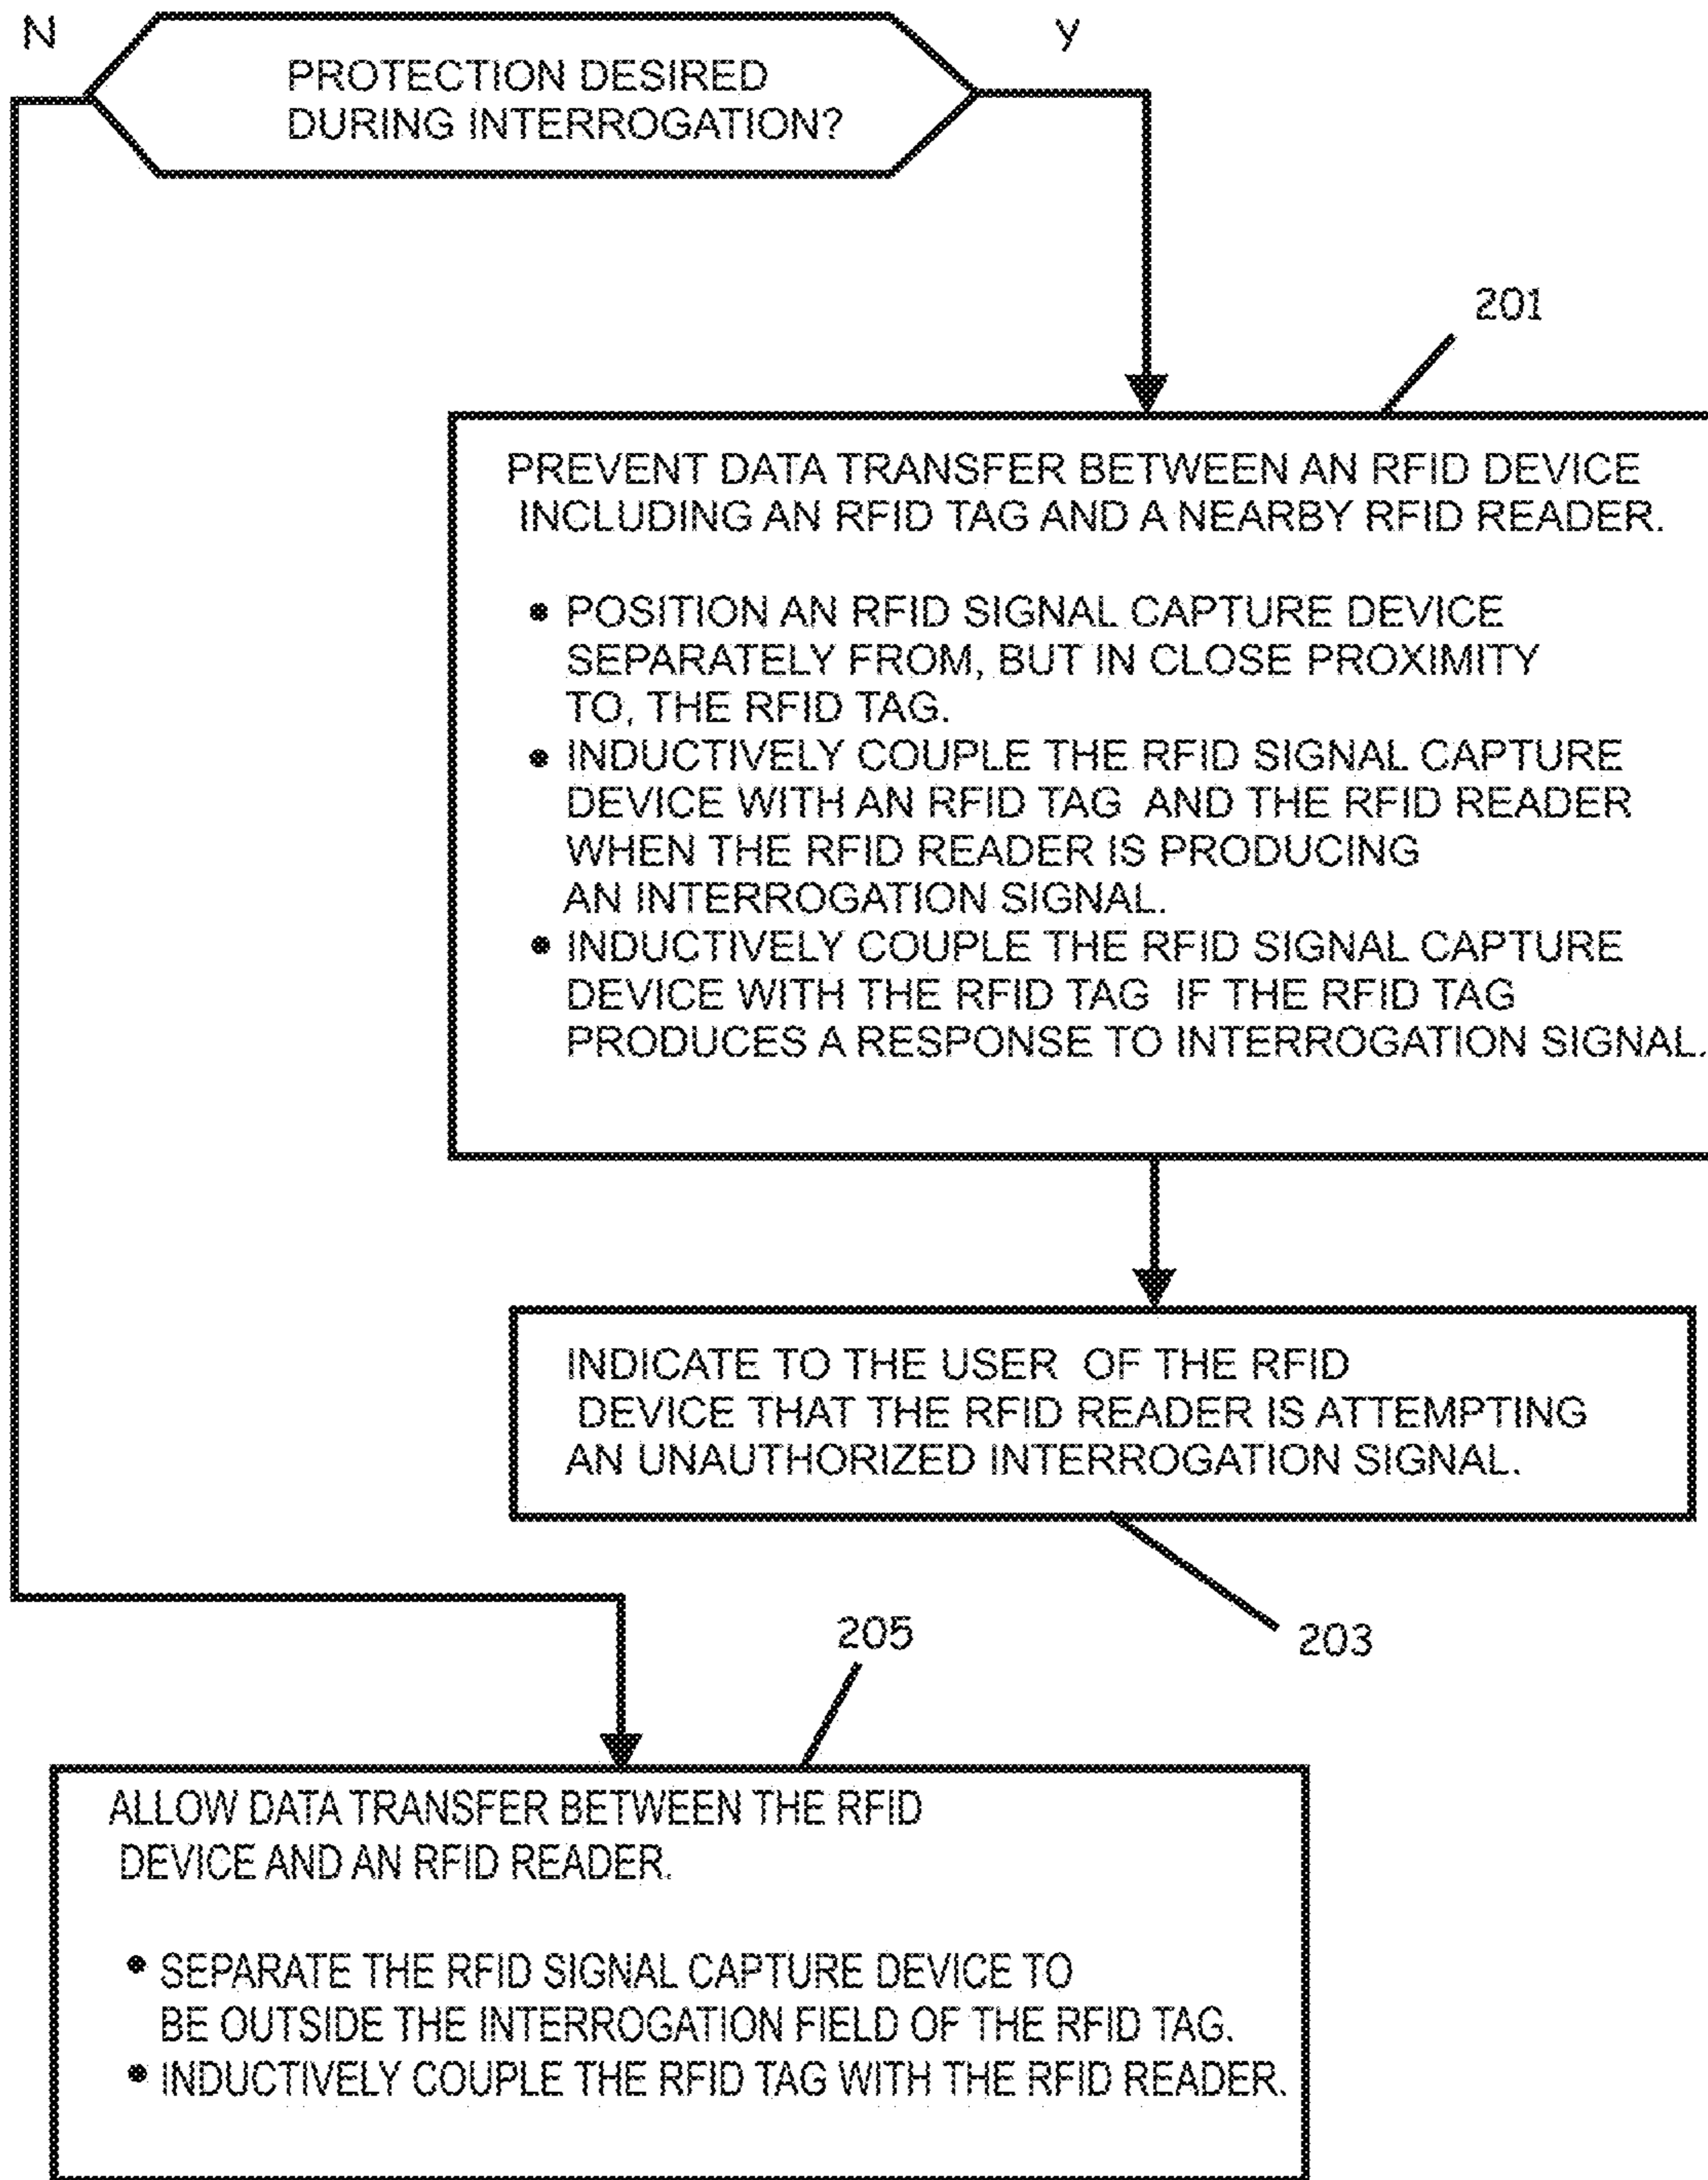 N
y
PROTECTION DESIRED
DURING INTERROGATION?
201
PREVENT DATA TRANSFER BETWEEN AN RFID DEVICE
INCLUDING AN RFID TAG AND A NEARBY RFID READER.
• POSITION AN RFID SIGNAL CAPTURE DEVICE
SEPARATELY FROM, BUT IN CLOSE PROXIMITY
TO, THE RFID TAG.
• INDUCTIVELY COUPLE THE RFID SIGNAL CAPTURE
DEVICE WITH AN RFID TAG AND THE RFID READER
WHEN THE RFID READER IS PRODUCING
AN INTERROGATION SIGNAL.
• INDUCTIVELY COUPLE THE RFID SIGNAL CAPTURE
DEVICE WITH THE RFID TAG IF THE RFID TAG
PRODUCES A RESPONSE TO INTERROGATION SIGNAL.
INDICATE TO THE USER OF THE RFID
DEVICE THAT THE RFID READER IS ATTEMPTING
AN UNAUTHORIZED INTERROGATION SIGNAL.
203
205
ALLOW DATA TRANSFER BETWEEN THE RFID
DEVICE AND AN RFID READER.
• SEPARATE THE RFID SIGNAL CAPTURE DEVICE TO
BE OUTSIDE THE INTERROGATION FIELD OF THE RFID TAG.
• INDUCTIVELY COUPLE THE RFID TAG WITH THE RFID READER.